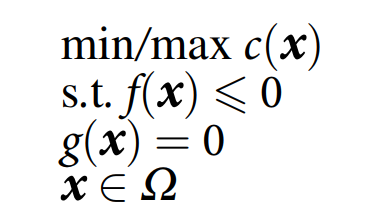 min/max c(x)
s.t. f(x) ⩽ 0
g(x) = 0
x ∈ Ω